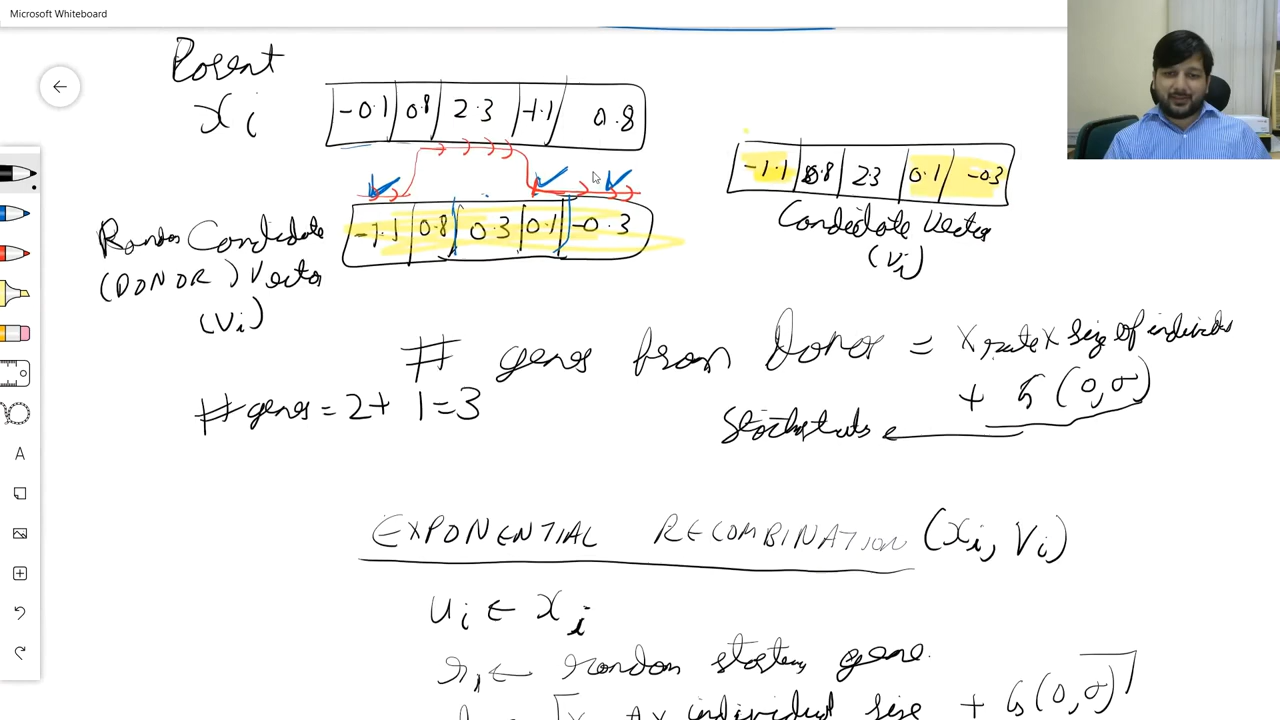 Microsoft Whiteboard
Parent
xi
-0.1 0.8 2.3 -1.1 0.8
-1.1 0.8 2.3 0.1 -0.3
Candidate Vector
(Vi)
Random Candidate
(DONOR) Vector
(Vi)
-1.1 0.8 0.3 0.1 -0.3
# genes from Donor = Xrate X size of individual
+ G (0, σ)
# genes = 2 + 1 = 3
EXPONENTIAL RECOMBINATION (xi, Vi)
ui ← xi
r1 ← random starting gene.
individual size + G(0, σ)
A